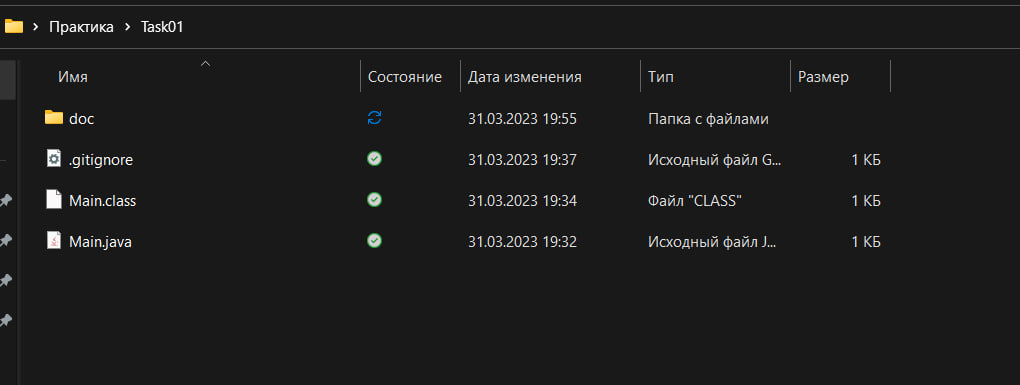 Практика Task01
Имя Состояние Дата изменения Тип Размер
doc 31.03.2023 19:55 Папка с файлами
.gitignore 31.03.2023 19:37 Исходный файл G... 1 КБ
Main.class 31.03.2023 19:34 Файл "CLASS" 1 КБ
Main.java 31.03.2023 19:32 Исходный файл J... 1 КБ